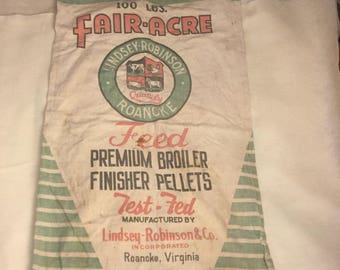 100 LBS.
FAIR-ACRE
LINDSEY-ROBINSON
Quality
ROANOKE
Feed
PREMIUM BROILER
FINISHER PELLETS
Test-Fed
MANUFACTURED BY
Lindsey-Robinson & Co.
INCORPORATED
Roanoke, Virginia